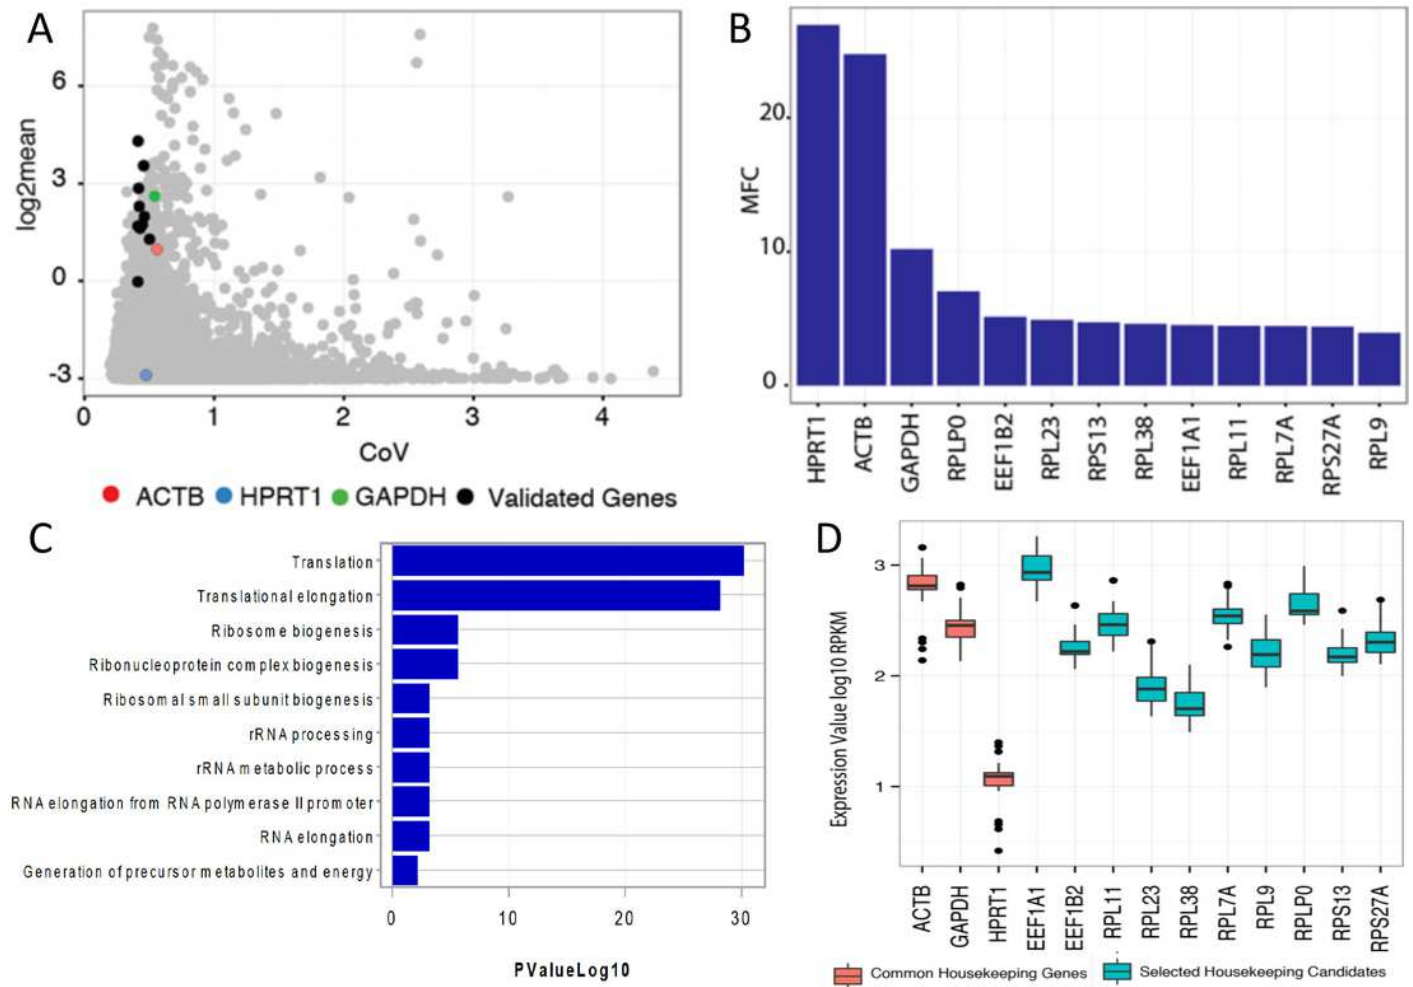 A
log2mean
6
3
0
-3
0 1 2 3 4
CoV
ACTB HPRT1 GAPDH Validated Genes
B
MFC
20
10
0
HPRT1 ACTB GAPDH RPLP0 EEF1B2 RPL23 RPS13 RPL38 EEF1A1 RPL11 RPL7A RPS27A RPL9
C
Translation
Translational elongation
Ribosome biogenesis
Ribonucleoprotein complex biogenesis
Ribosomal small subunit biogenesis
rRNA processing
rRNA metabolic process
RNA elongation from RNA polymerase II promoter
RNA elongation
Generation of precursor metabolites and energy
0 10 20 30
PValueLog10
D
Expression Value log10 RPKM
3
2
1
ACTB GAPDH HPRT1 EEF1A1 EEF1B2 RPL11 RPL23 RPL38 RPL7A RPL9 RPLP0 RPS13 RPS27A
Common Housekeeping Genes Selected Housekeeping Candidates